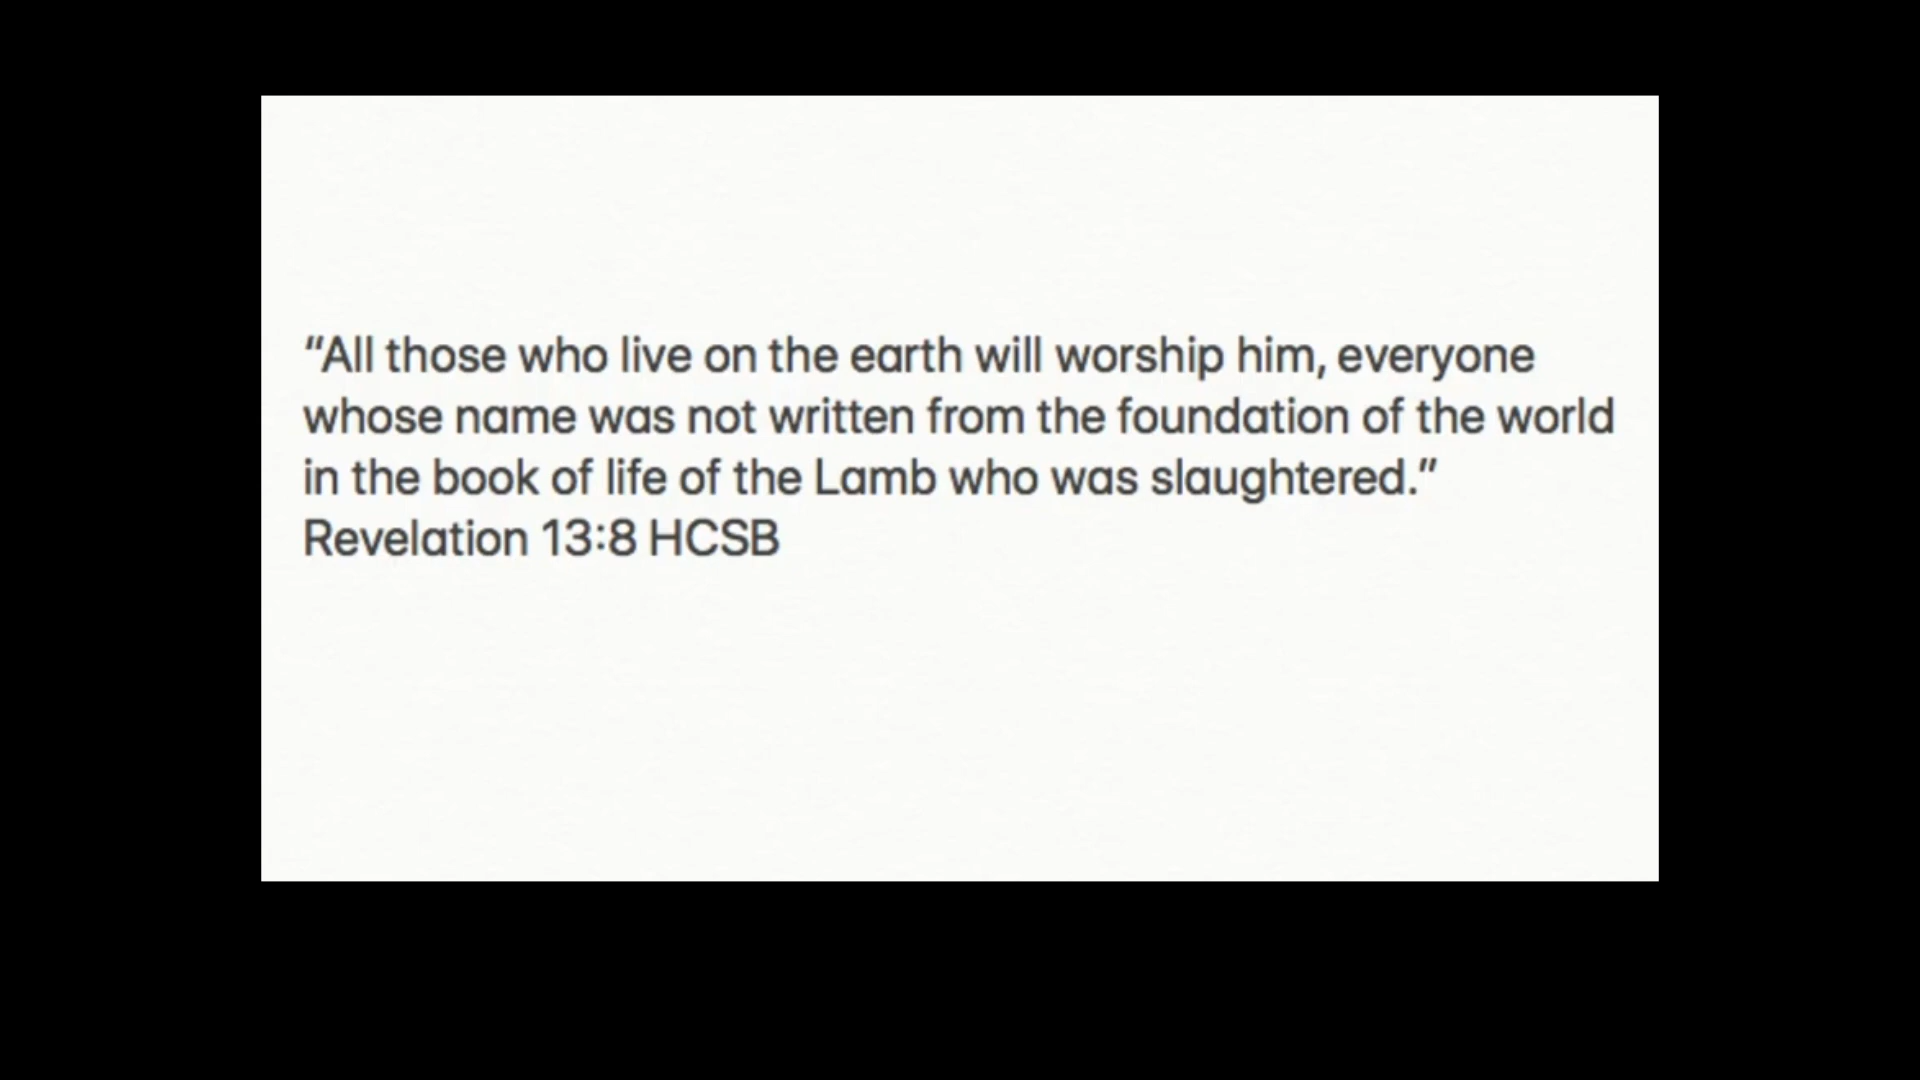 “All those who live on the earth will worship him, everyone
whose name was not written from the foundation of the world
in the book of life of the Lamb who was slaughtered.”
Revelation 13:8 HCSB